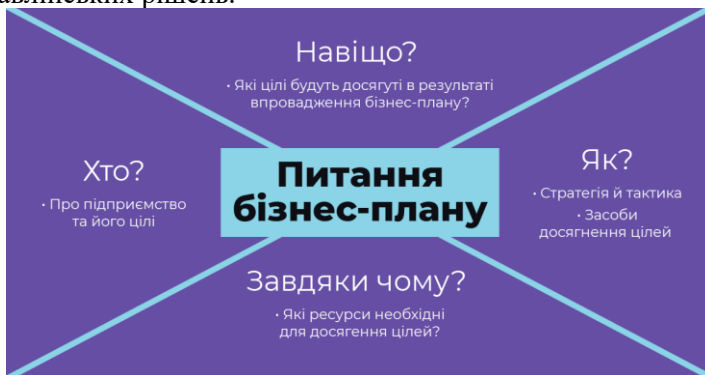 Навіщо?
• Які цілі будуть досягуті в результаті
впровадження бізнес-плану?
Хто?
• Про підприємство
та його цілі
Питання
бізнес-плану
Як?
• Стратегія й тактика
• Засоби
досягнення цілей
Завдяки чому?
• Які ресурси необхідні
для досягення цілей?